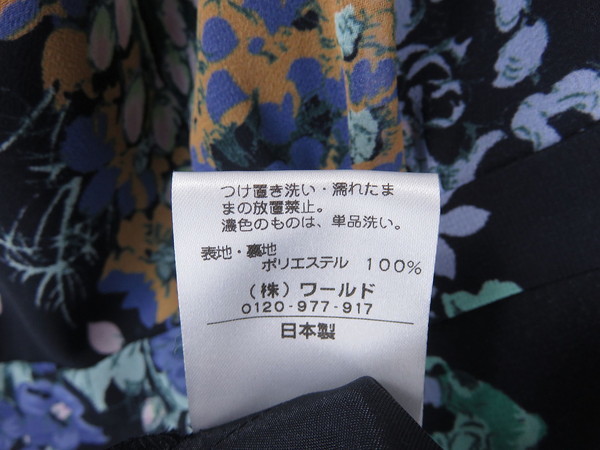 つけ置き洗い・濡れたま
まの放置禁止。
濃色のものは、単品洗い。
表地・裏地
ポリエステル 100%
(株)ワールド
0120-977-917
日本製